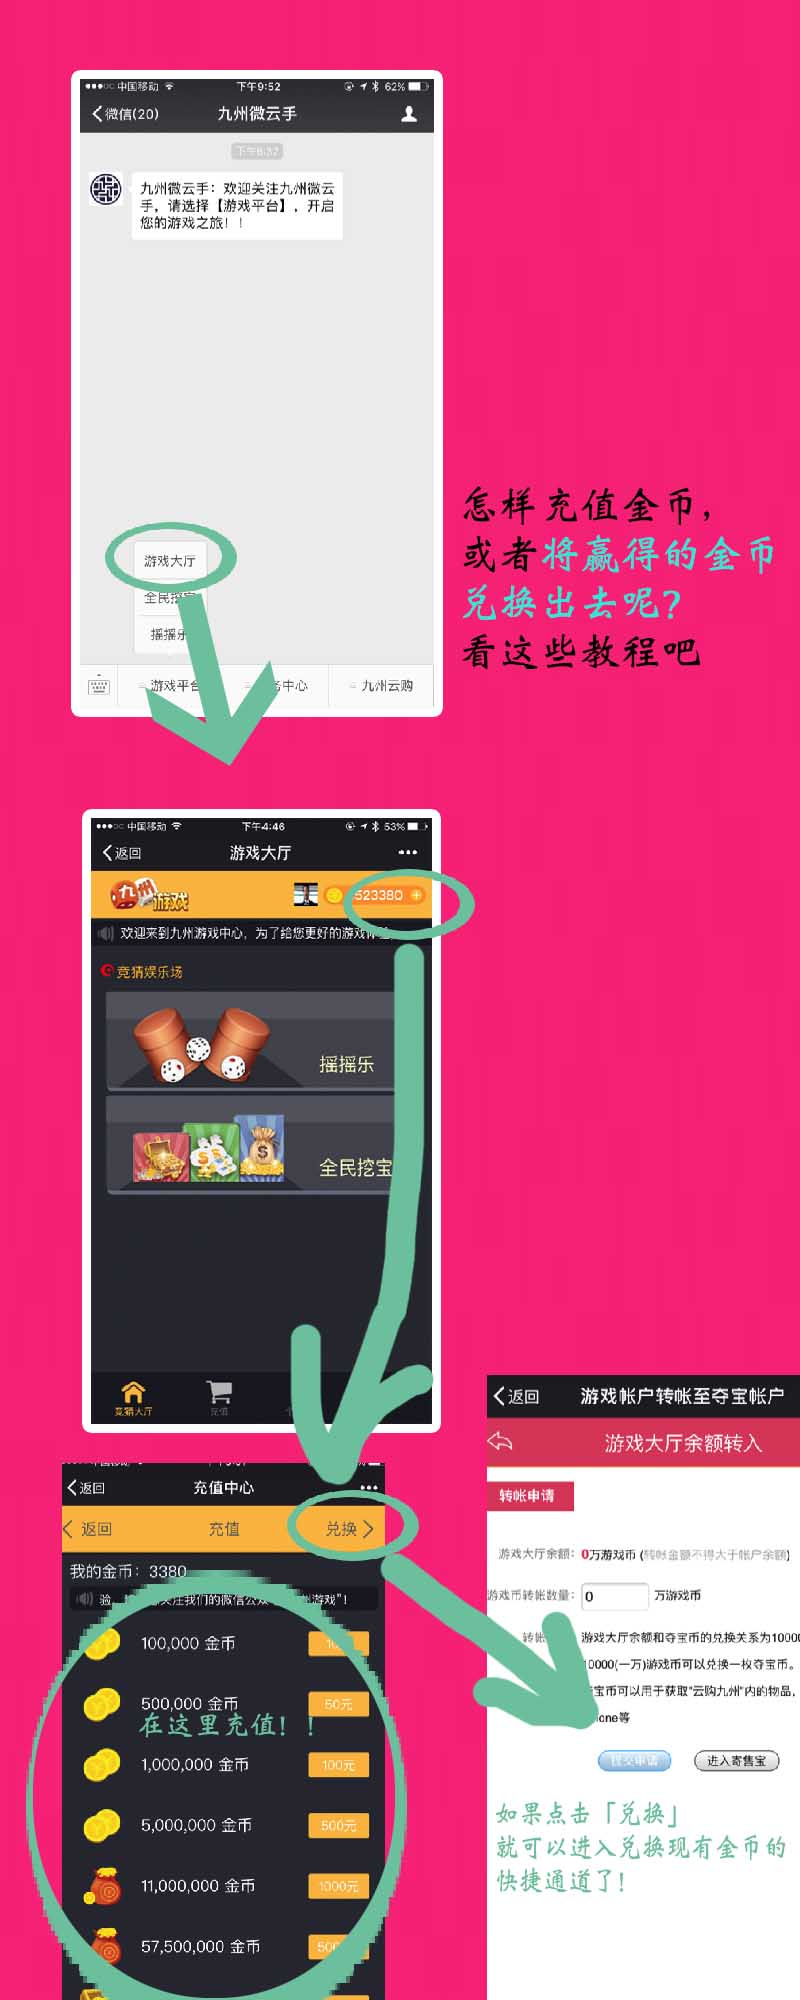 中国移动 下午9:52 62%
微信(20) 九州微云手
下午6:32
九州微云手：欢迎关注九州微云
手，请选择【游戏平台】，开启
您的游戏之旅！！
游戏大厅
全民挖宝
摇摇乐
游戏平台 中心 九州云购
怎样充值金币，
或者将赢得的金币
兑换出去呢？
看这些教程吧
中国移动 下午4:46 53%
返回 游戏大厅
九州游戏 523380
欢迎来到九州游戏中心，为了给您更好的游戏体验
竞猜娱乐场
摇摇乐
全民挖宝
竞猜大厅 充值
返回 充值中心
返回 充值 兑换
我的金币：3380
验， 关注我们的微信公众 州游戏"！
100,000 金币
500,000 金币 50元
在这里充值！！
1,000,000 金币 100元
5,000,000 金币 500元
11,000,000 金币 1000元
57,500,000 金币 500
返回 游戏帐户转帐至夺宝帐户
游戏大厅余额转入
转帐申请
游戏大厅余额：0万游戏币 (转帐金额不得大于帐户余额)
游戏币转帐数量：0 万游戏币
转帐 游戏大厅余额和夺宝币的兑换关系为10000
10000(一万)游戏币可以兑换一枚夺宝币。
宝币可以用于获取"云购九州"内的物品，
one等
提交申请 进入寄售宝
如果点击「兑换」
就可以进入兑换现有金币的
快捷通道了！